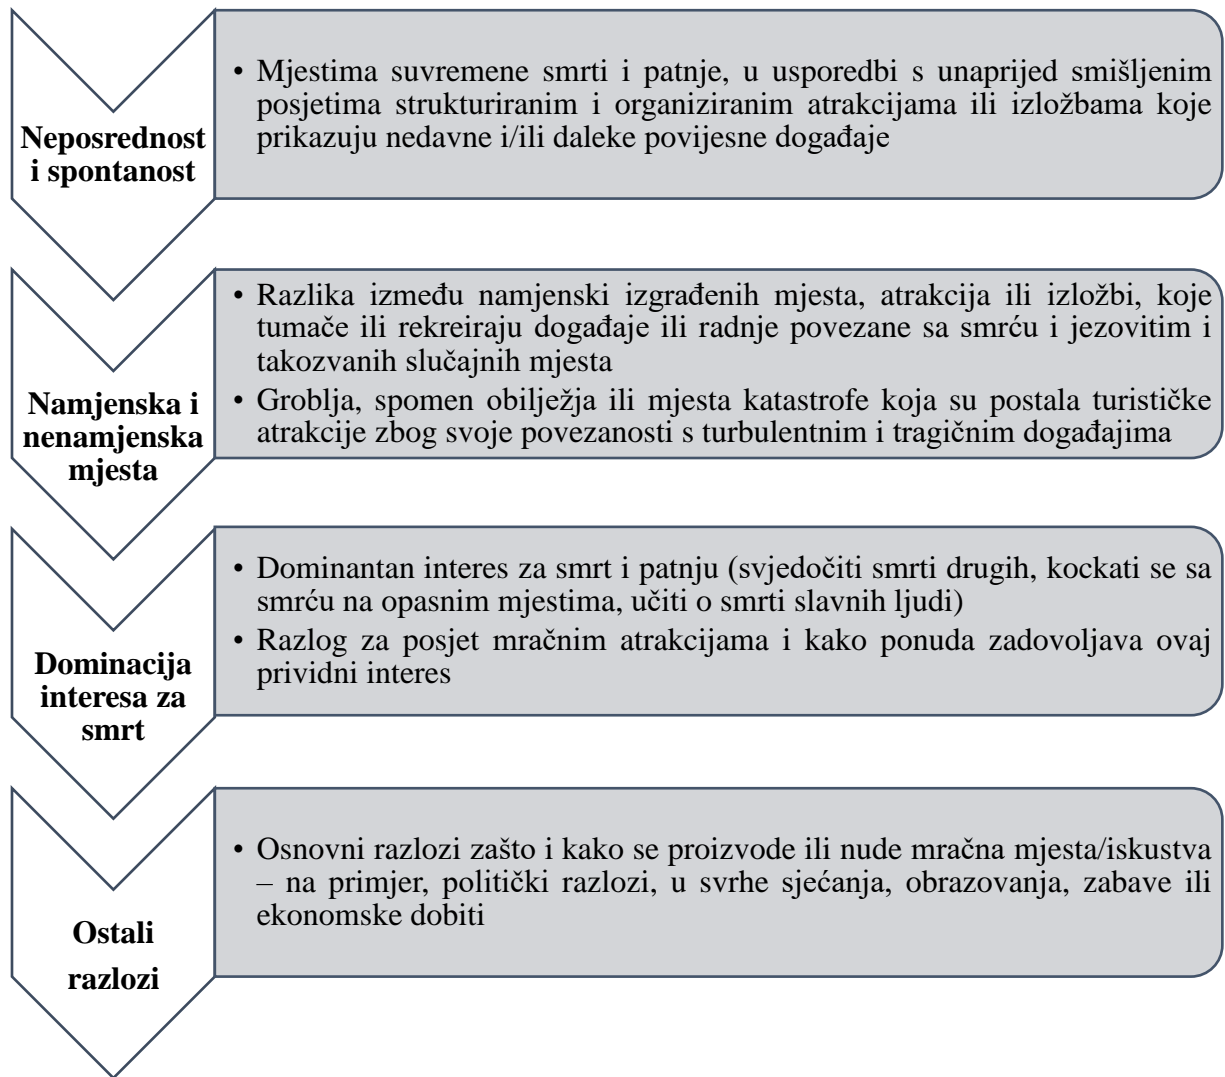 Neposrednost
i spontanost
• Mjestima suvremene smrti i patnje, u usporedbi s unaprijed smišljenim
posjetima strukturiranim i organiziranim atrakcijama ili izložbama koje
prikazuju nedavne i/ili daleke povijesne događaje
Namjenska i
nenamjenska
mjesta
• Razlika između namjenski izgrađenih mjesta, atrakcija ili izložbi, koje
tumače ili rekreiraju događaje ili radnje povezane sa smrću i jezovitim i
takozvanih slučajnih mjesta
• Groblja, spomen obilježja ili mjesta katastrofe koja su postala turističke
atrakcije zbog svoje povezanosti s turbulentnim i tragičnim događajima
Dominacija
interesa za
smrt
• Dominantan interes za smrt i patnju (svjedočiti smrti drugih, kockati se sa
smrću na opasnim mjestima, učiti o smrti slavnih ljudi)
• Razlog za posjet mračnim atrakcijama i kako ponuda zadovoljava ovaj
prividni interes
Ostali
razlozi
• Osnovni razlozi zašto i kako se proizvode ili nude mračna mjesta/iskustva
– na primjer, politički razlozi, u svrhe sjećanja, obrazovanja, zabave ili
ekonomske dobiti